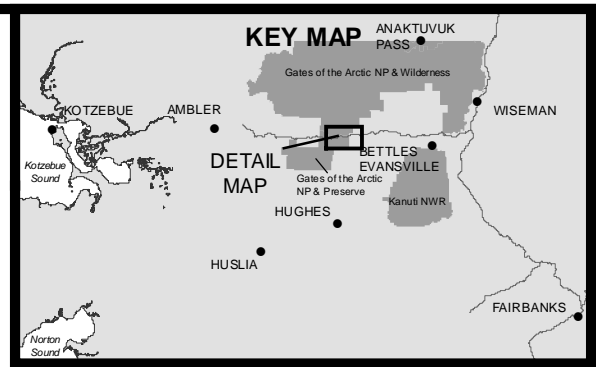 KEY MAP
ANAKTUVUK
PASS
Gates of the Arctic NP & Wilderness
KOTZEBUE
AMBLER
WISEMAN
Kotzebue
Sound
DETAIL
MAP
BETTLES
EVANSVILLE
Gates of the Arctic
NP & Preserve
Kanuti NWR
HUGHES
HUSLIA
FAIRBANKS
Norton
Sound